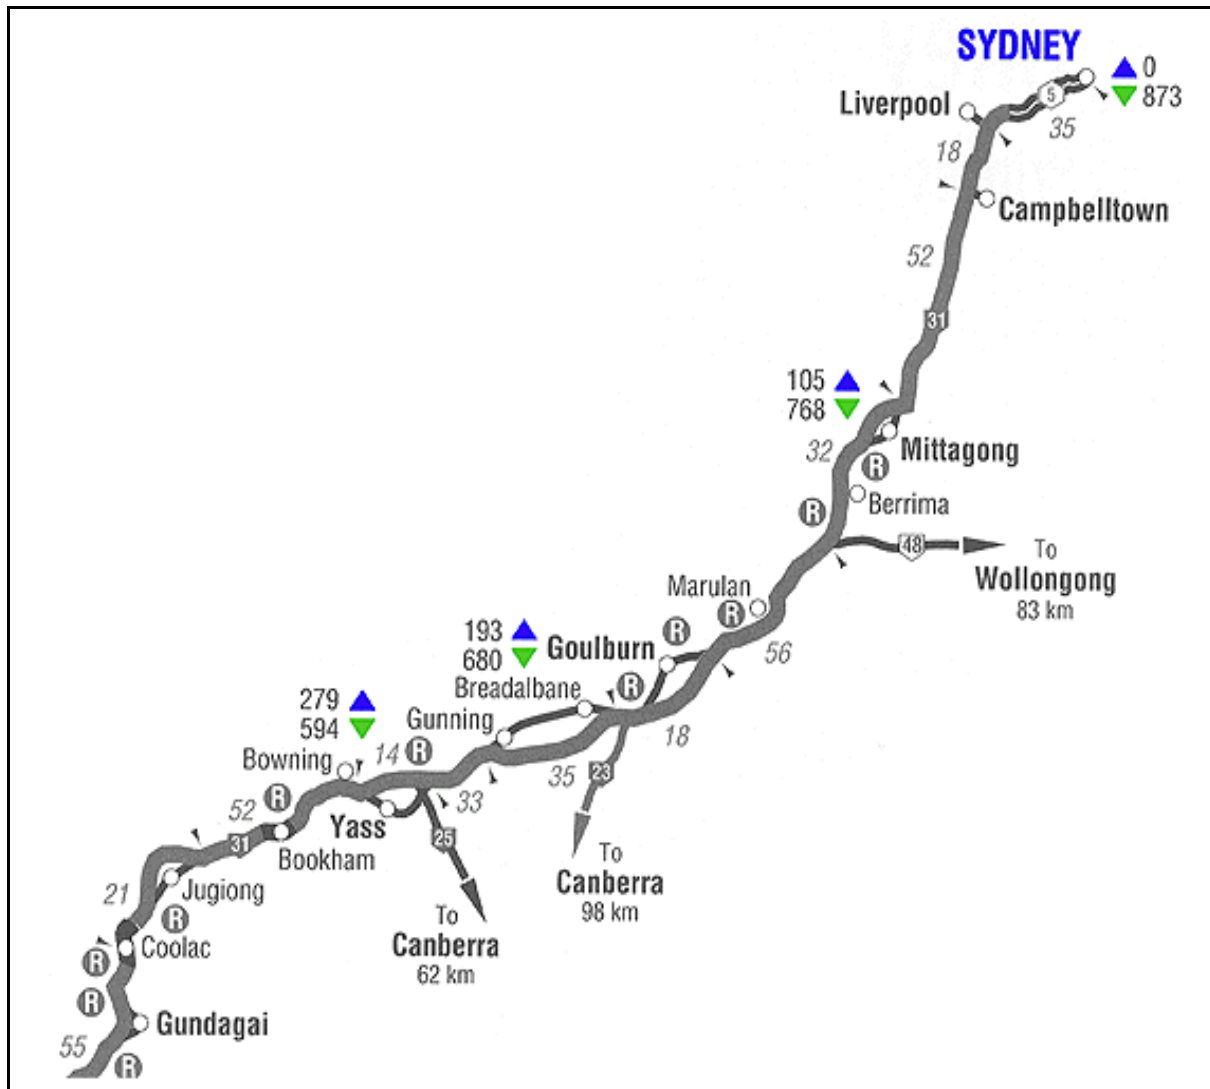 SYDNEY
0
873
5
35
Liverpool
18
Campbelltown
52
31
105
768
Mittagong
32
R
Berrima
R
48
To
Wollongong
83 km
Marulan
R
R
56
193
680
Goulburn
R
Breadalbane
18
279
594
Gunning
14
R
35
23
Bowning
33
R
52
Yass
31
Bookham
25
To
Canberra
98 km
21
Jugiong
R
To
Canberra
62 km
Coolac
R
R
Gundagai
55
R